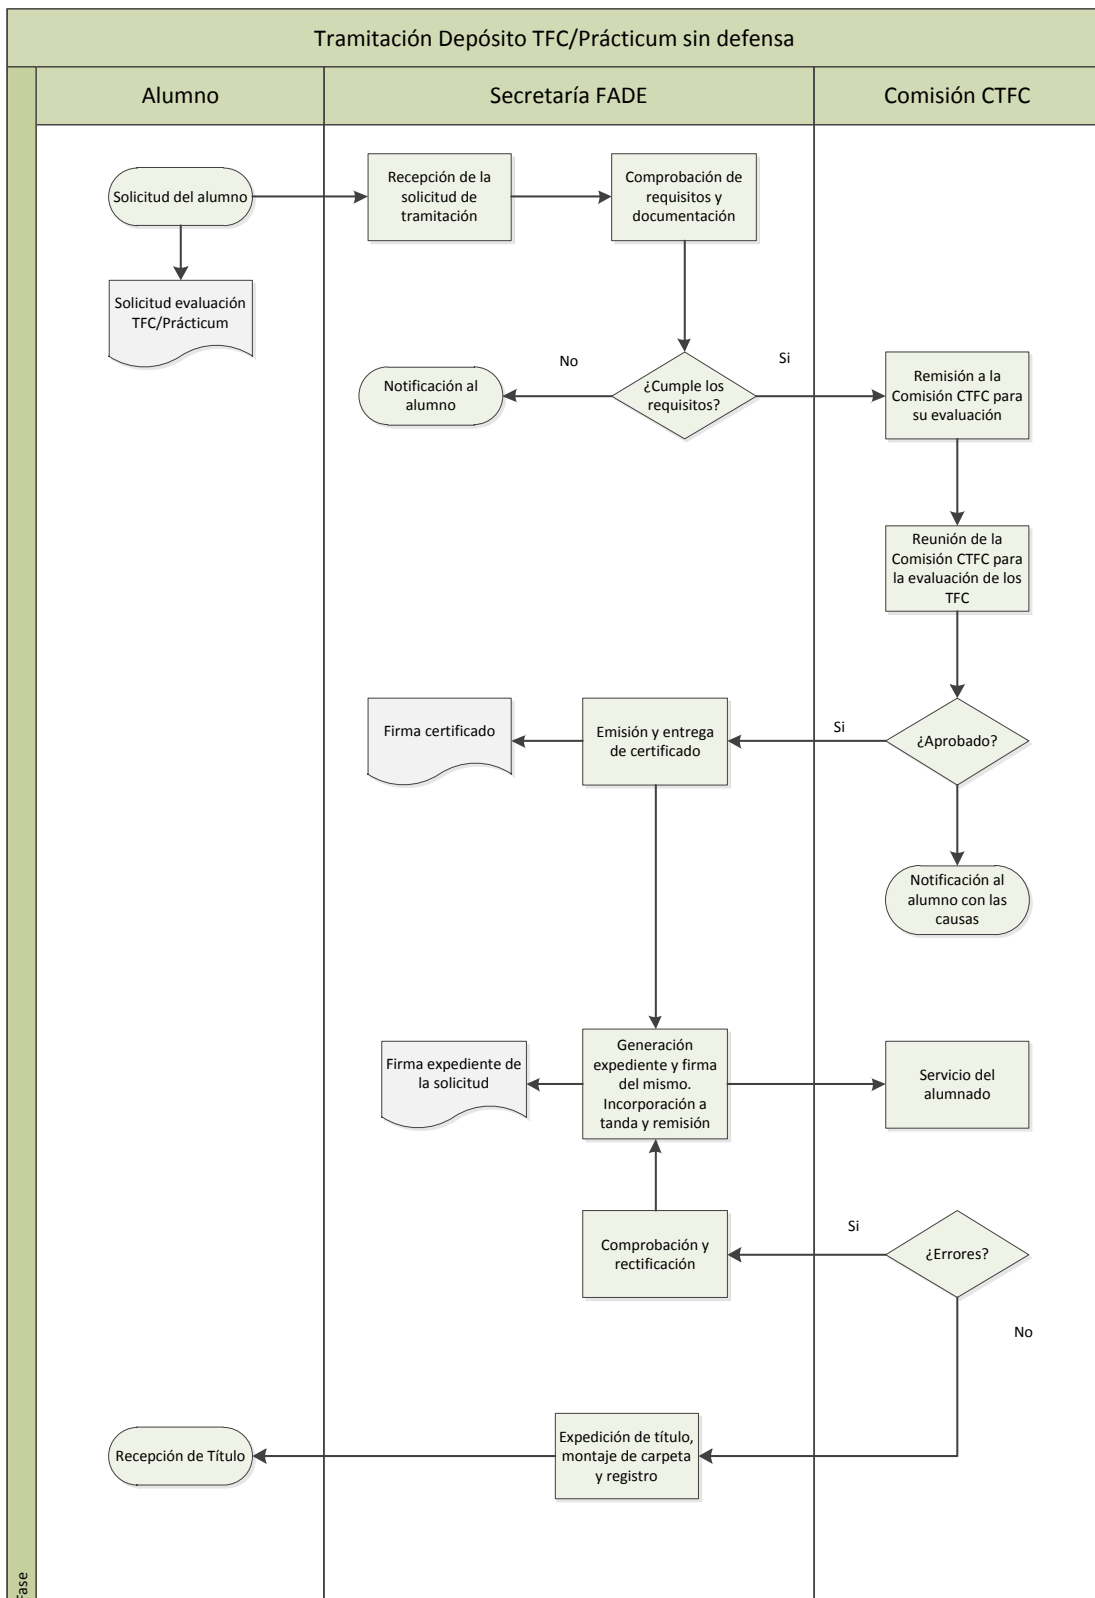 Tramitación Depósito TFC/Prácticum sin defensa
Alumno
Secretaría FADE
Comisión CTFC
Solicitud del alumno
Recepción de la
solicitud de
tramitación
Comprobación de
requisitos y
documentación
Solicitud evaluación
TFC/Prácticum
Notificación al
alumno
No
¿Cumple los
requisitos?
Si
Remisión a la
Comisión CTFC para
su evaluación
Reunión de la
Comisión CTFC para
la evaluación de los
TFC
Firma certificado
Emisión y entrega
de certificado
Si
¿Aprobado?
Notificación al
alumno con las
causas
Firma expediente de
la solicitud
Generación
expediente y firma
del mismo.
Incorporación a
tanda y remisión
Servicio del
alumnado
Comprobación y
rectificación
Si
¿Errores?
No
Recepción de Título
Expedición de título,
montaje de carpeta
y registro
Fase